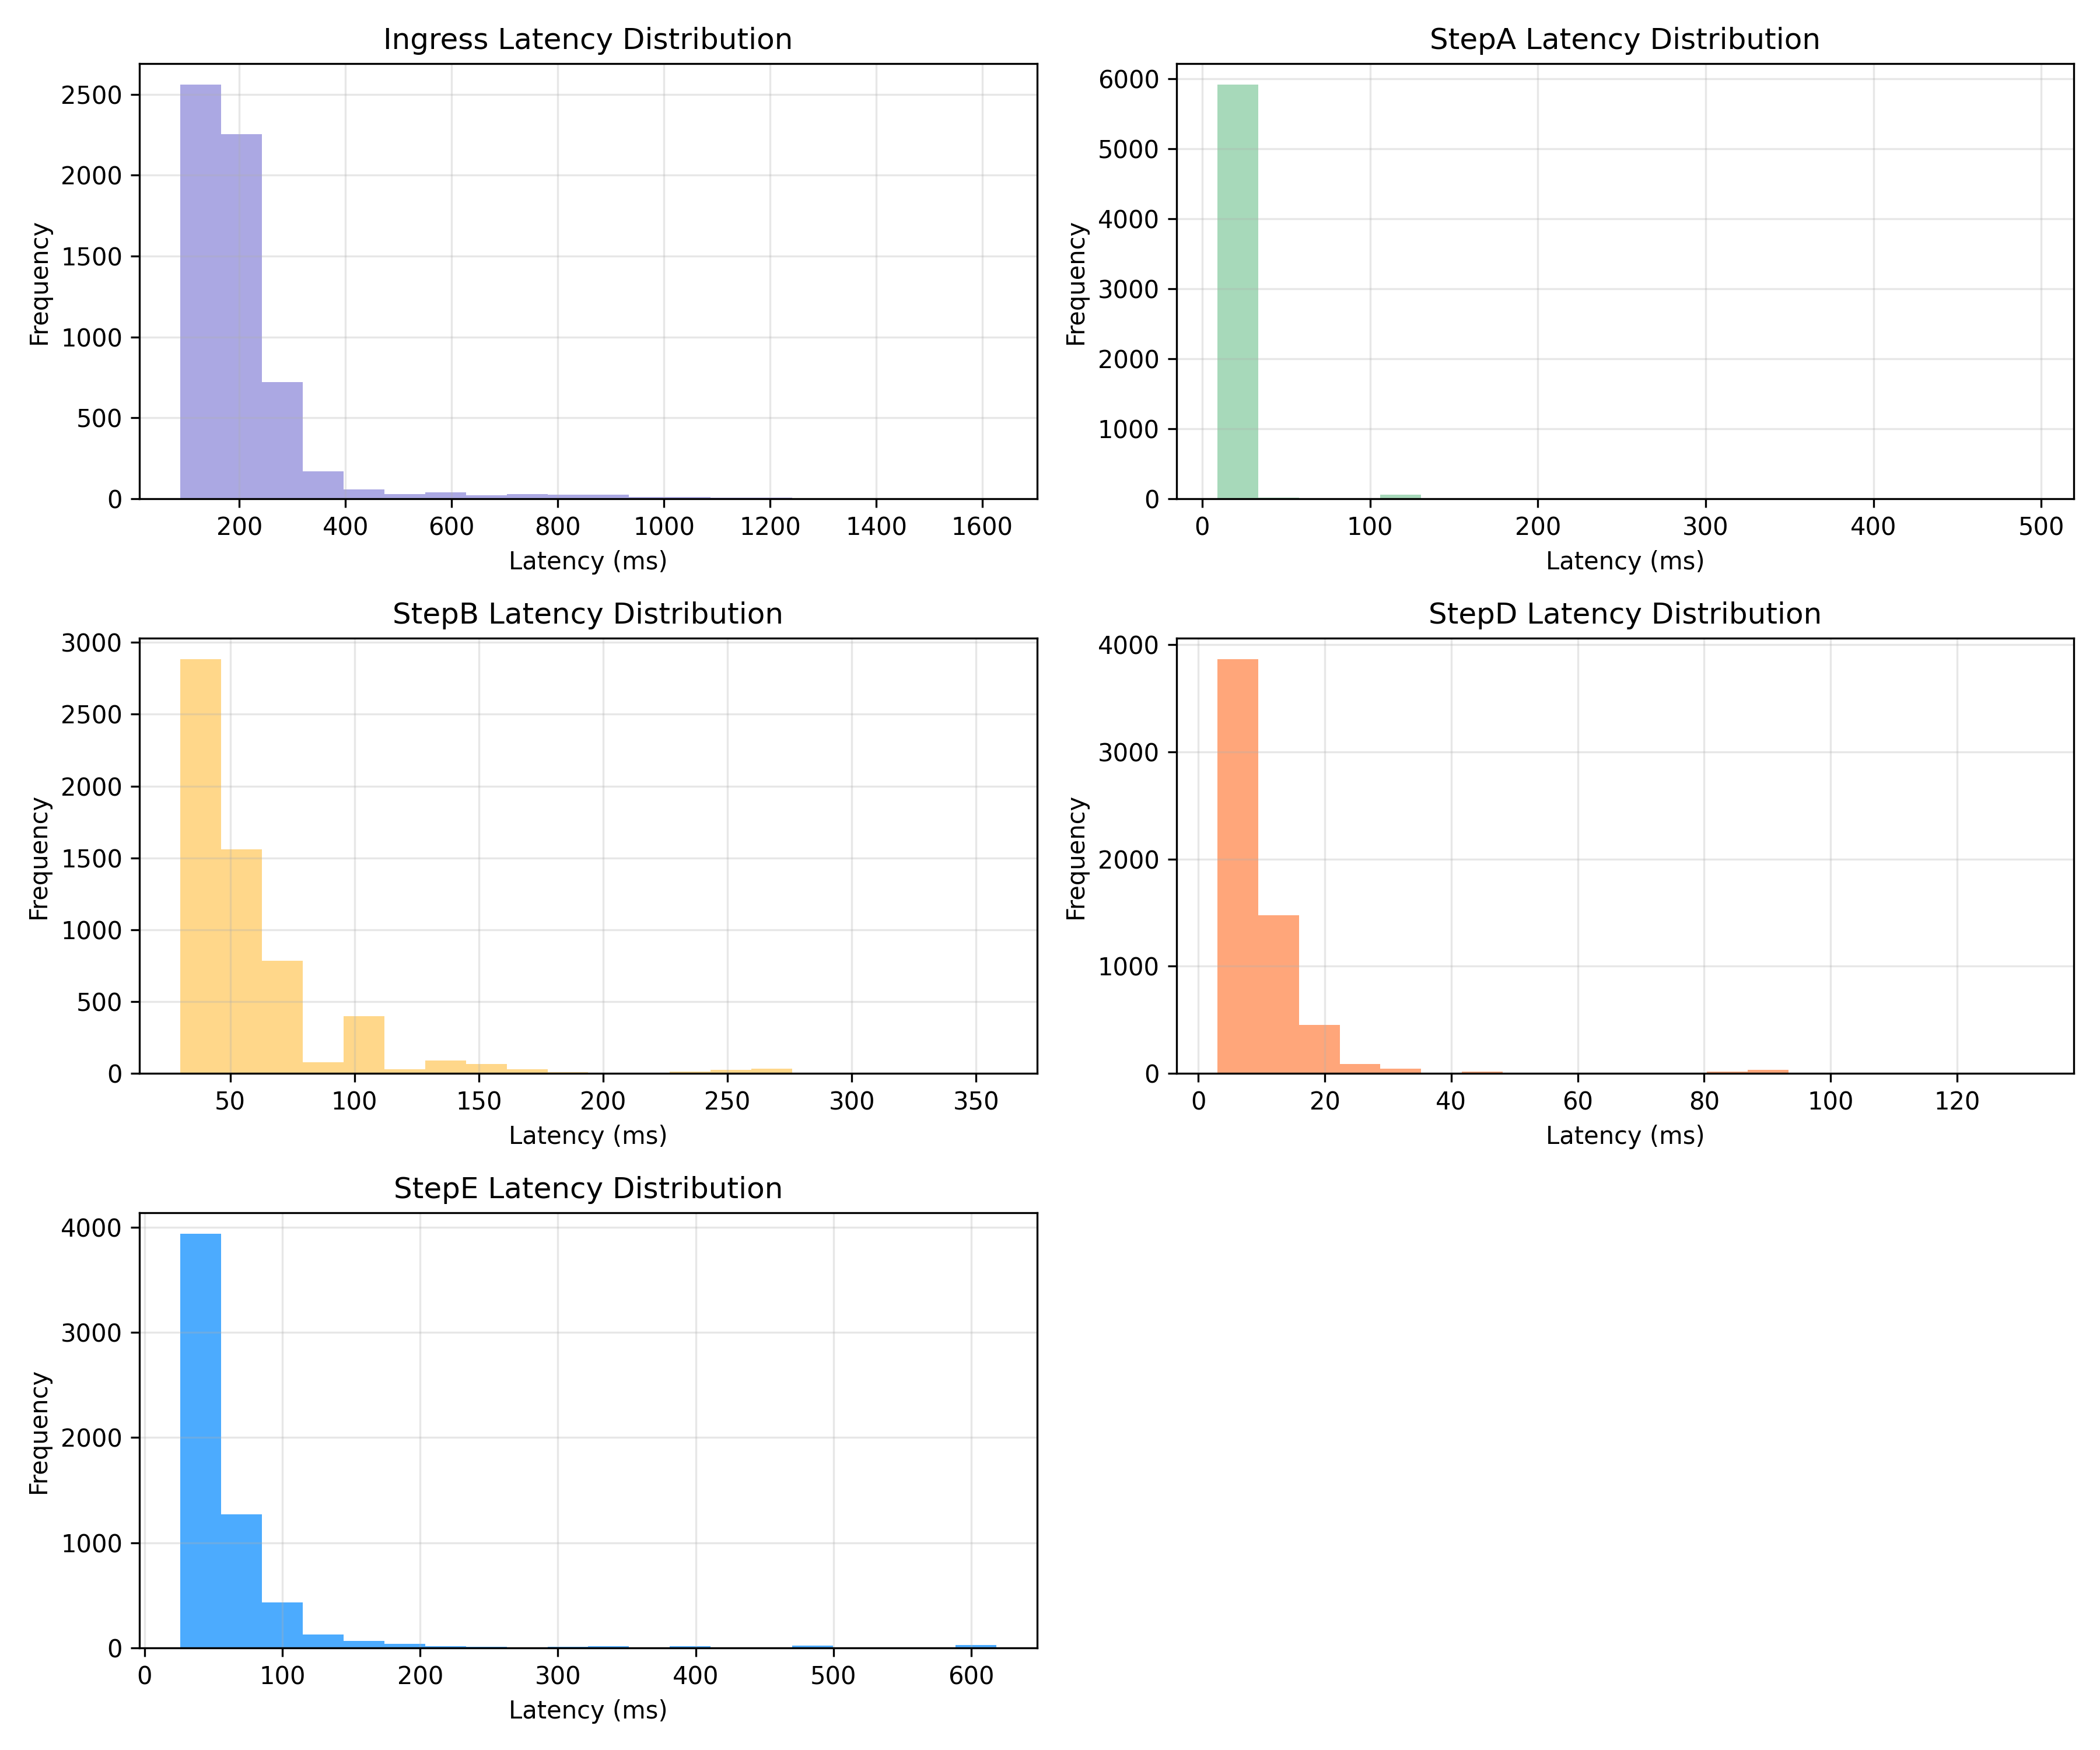 Ingress Latency Distribution
Frequency
2500
2000
1500
1000
500
0
200 400 600 800 1000 1200 1400 1600
Latency (ms)
StepA Latency Distribution
Frequency
6000
5000
4000
3000
2000
1000
0
0 100 200 300 400 500
Latency (ms)
StepB Latency Distribution
Frequency
3000
2500
2000
1500
1000
500
0
50 100 150 200 250 300 350
Latency (ms)
StepD Latency Distribution
Frequency
4000
3000
2000
1000
0
0 20 40 60 80 100 120
Latency (ms)
StepE Latency Distribution
Frequency
4000
3000
2000
1000
0
0 100 200 300 400 500 600
Latency (ms)